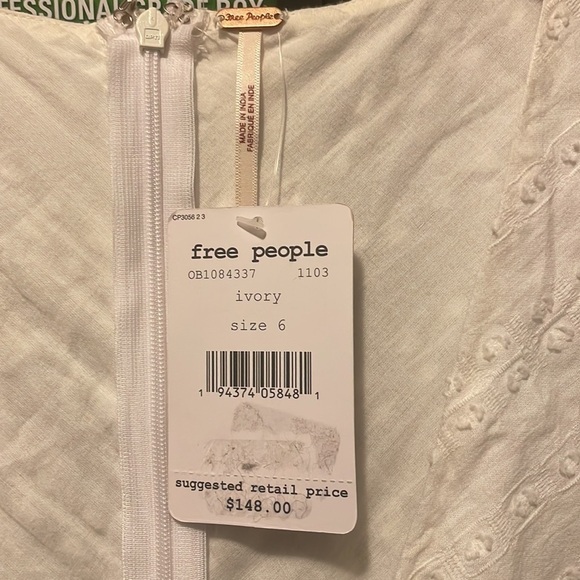 Free People
MADE IN INDIA
FABRIQUÉ EN INDE
CP3056 2 3
free people
OB1084337 1103
ivory
size 6
1 94374 05848 1
suggested retail price
$148.00